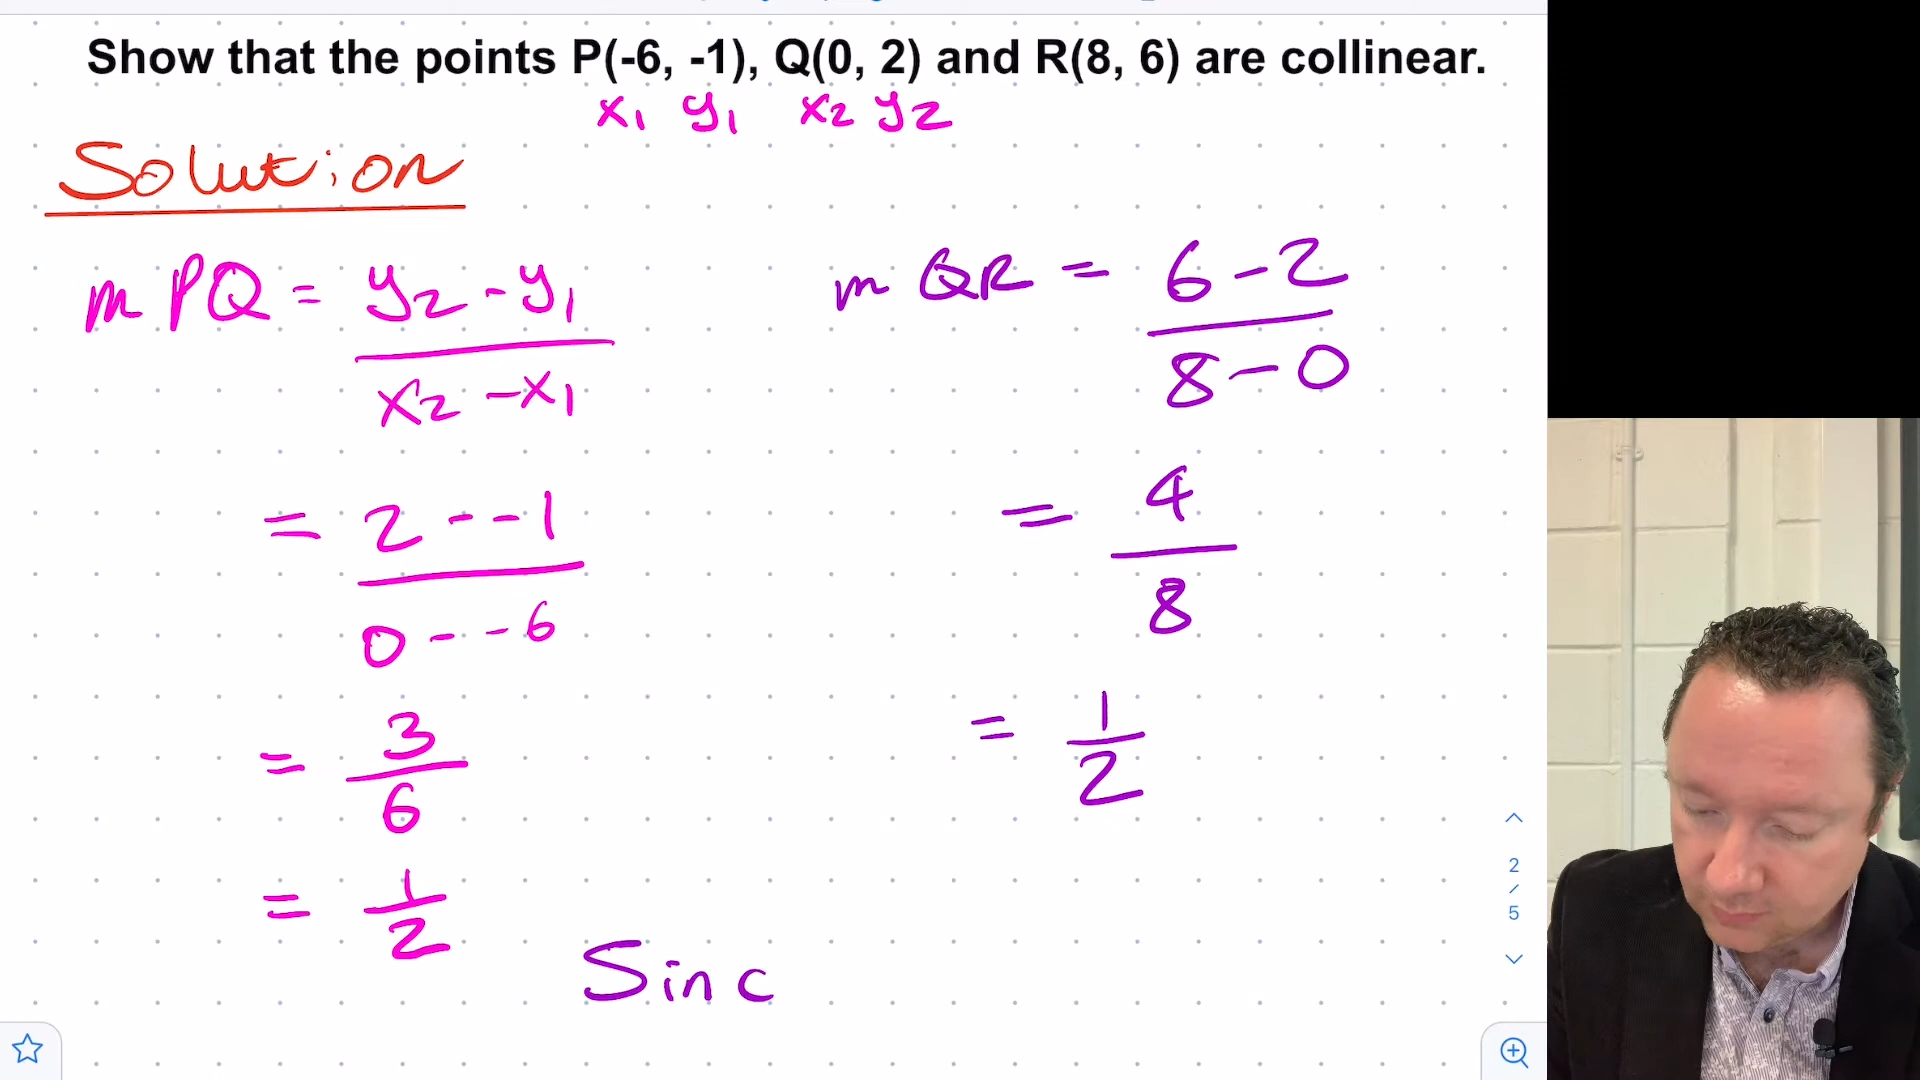 Show that the points P(-6, -1), Q(0, 2) and R(8, 6) are collinear.
x1 y1 x2 y2
Solution
m PQ = y2 - y1
x2 - x1
= 2 - -1
0 - -6
= 3
6
= 1
2
m QR = 6 - 2
8 - 0
= 4
8
= 1
2
Sinc
2
/
5